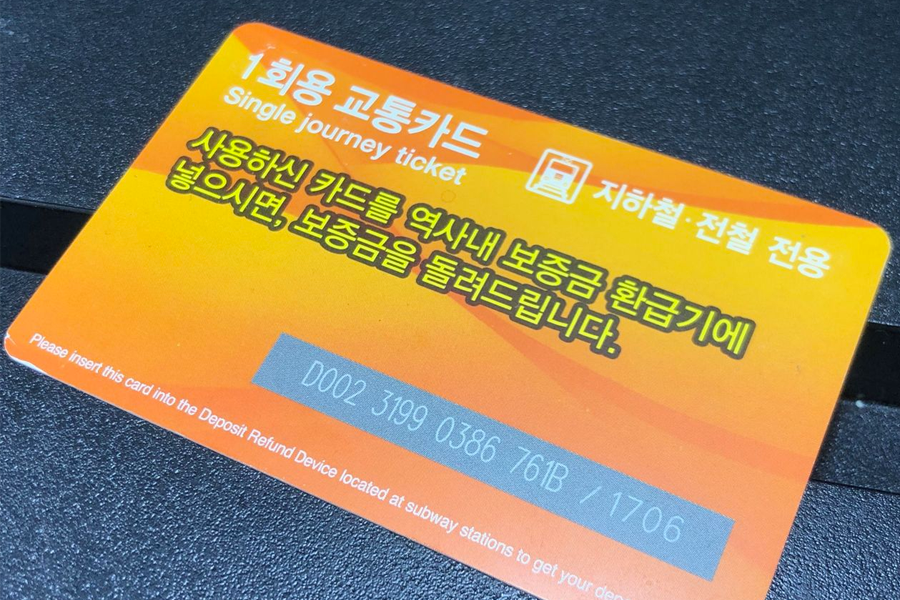 1회용 교통카드
Single journey ticket
지하철·전철 전용
사용하신 카드를 역사내 보증금 환급기에
넣으시면, 보증금을 돌려드립니다.
D002 3199 0386 761B / 1706
Please insert this card into the Deposit Refund Device located at subway stations to get your